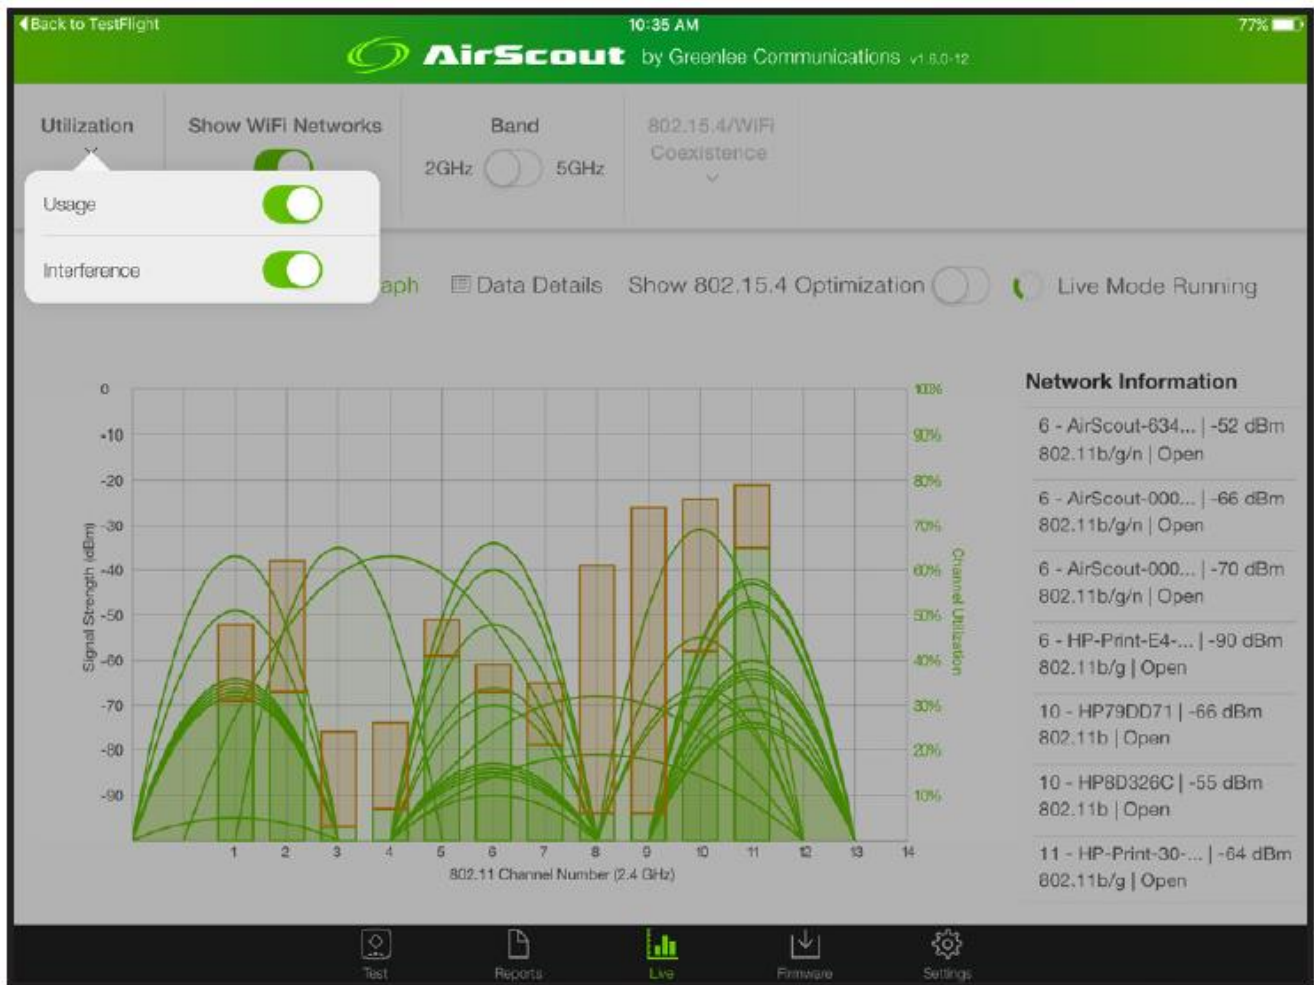 Back to TestFlight
10:35 AM
77%
AirScout by Greenlee Communications v1.6.0-12
Utilization
Show WiFi Networks
Band
2GHz
5GHz
802.15.4/WiFi
Coexistence
Usage
Interference
aph
Data Details
Show 802.15.4 Optimization
Live Mode Running
Signal Strength (dBm)
0
-10
-20
-30
-40
-50
-60
-70
-80
-90
100%
90%
80%
70%
60%
50%
40%
30%
20%
10%
Channel Utilization
1 2 3 4 5 6 7 8 9 10 11 12 13 14
802.11 Channel Number (2.4 GHz)
Network Information
6 - AirScout-634... | -52 dBm
802.11b/g/n | Open
6 - AirScout-000... | -66 dBm
802.11b/g/n | Open
6 - AirScout-000... | -70 dBm
802.11b/g/n | Open
6 - HP-Print-E4-... | -90 dBm
802.11b/g | Open
10 - HP79DD71 | -66 dBm
802.11b | Open
10 - HP8D326C | -55 dBm
802.11b | Open
11 - HP-Print-30-... | -64 dBm
802.11b/g | Open
Test
Reports
Live
Firmware
Settings